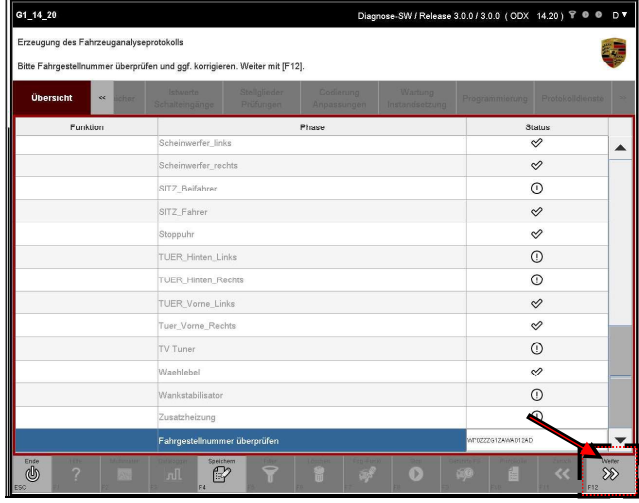 G1_14_20
Diagnose-SW / Release 3.0.0 / 3.0.0 ( ODX 14.20 ) D
Erzeugung des Fahrzeuganalyseprotokolls
Bitte Fahrgestellnummer überprüfen und ggf. korrigieren. Weiter mit [F12].
Übersicht << Istwerte Schalteingänge Stellglieder Prüfungen Codierung Anpassungen Wartung Instandsetzung Programmierung Protokolldienste
Funktion Phase Status
Scheinwerfer_links
Scheinwerfer_rechts
SITZ_Beifahrer
SITZ_Fahrer
Stoppuhr
TUER_Hinten_Links
TUER_Hinten_Rechts
TUER_Vorne_Links
Tuer_Vorne_Rechts
TV Tuner
Waehlebel
Wankstabilisator
Zusatzheizung
Fahrgestellnummer überprüfen
Ende Speichern Weiter
ESC F4 F12